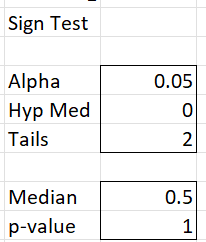 Sign Test
Alpha 0.05
Hyp Med 0
Tails 2
Median 0.5
p-value 1